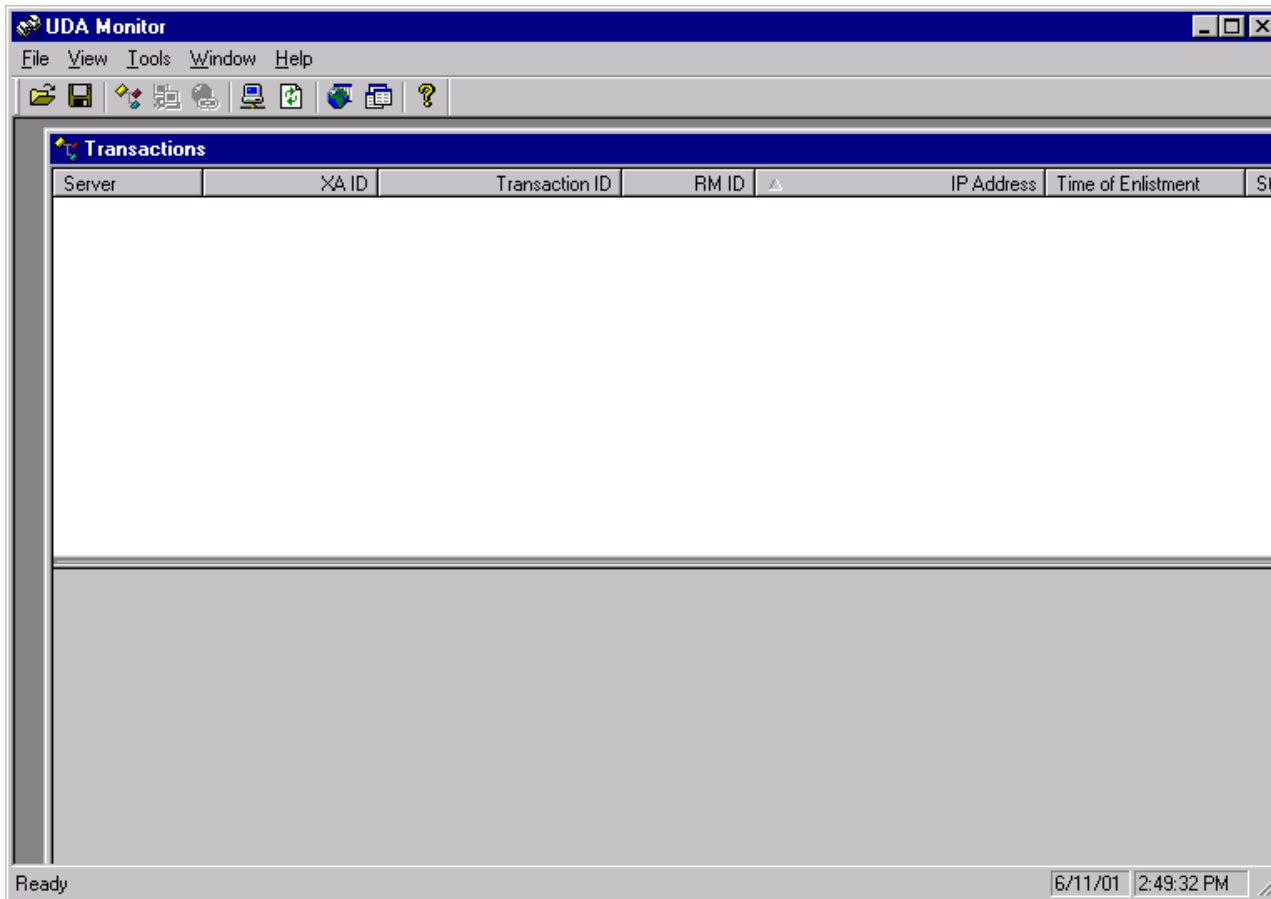 UDA Monitor
File View Tools Window Help
Transactions
Server XA ID Transaction ID RM ID IP Address Time of Enlistment
Ready 6/11/01 2:49:32 PM